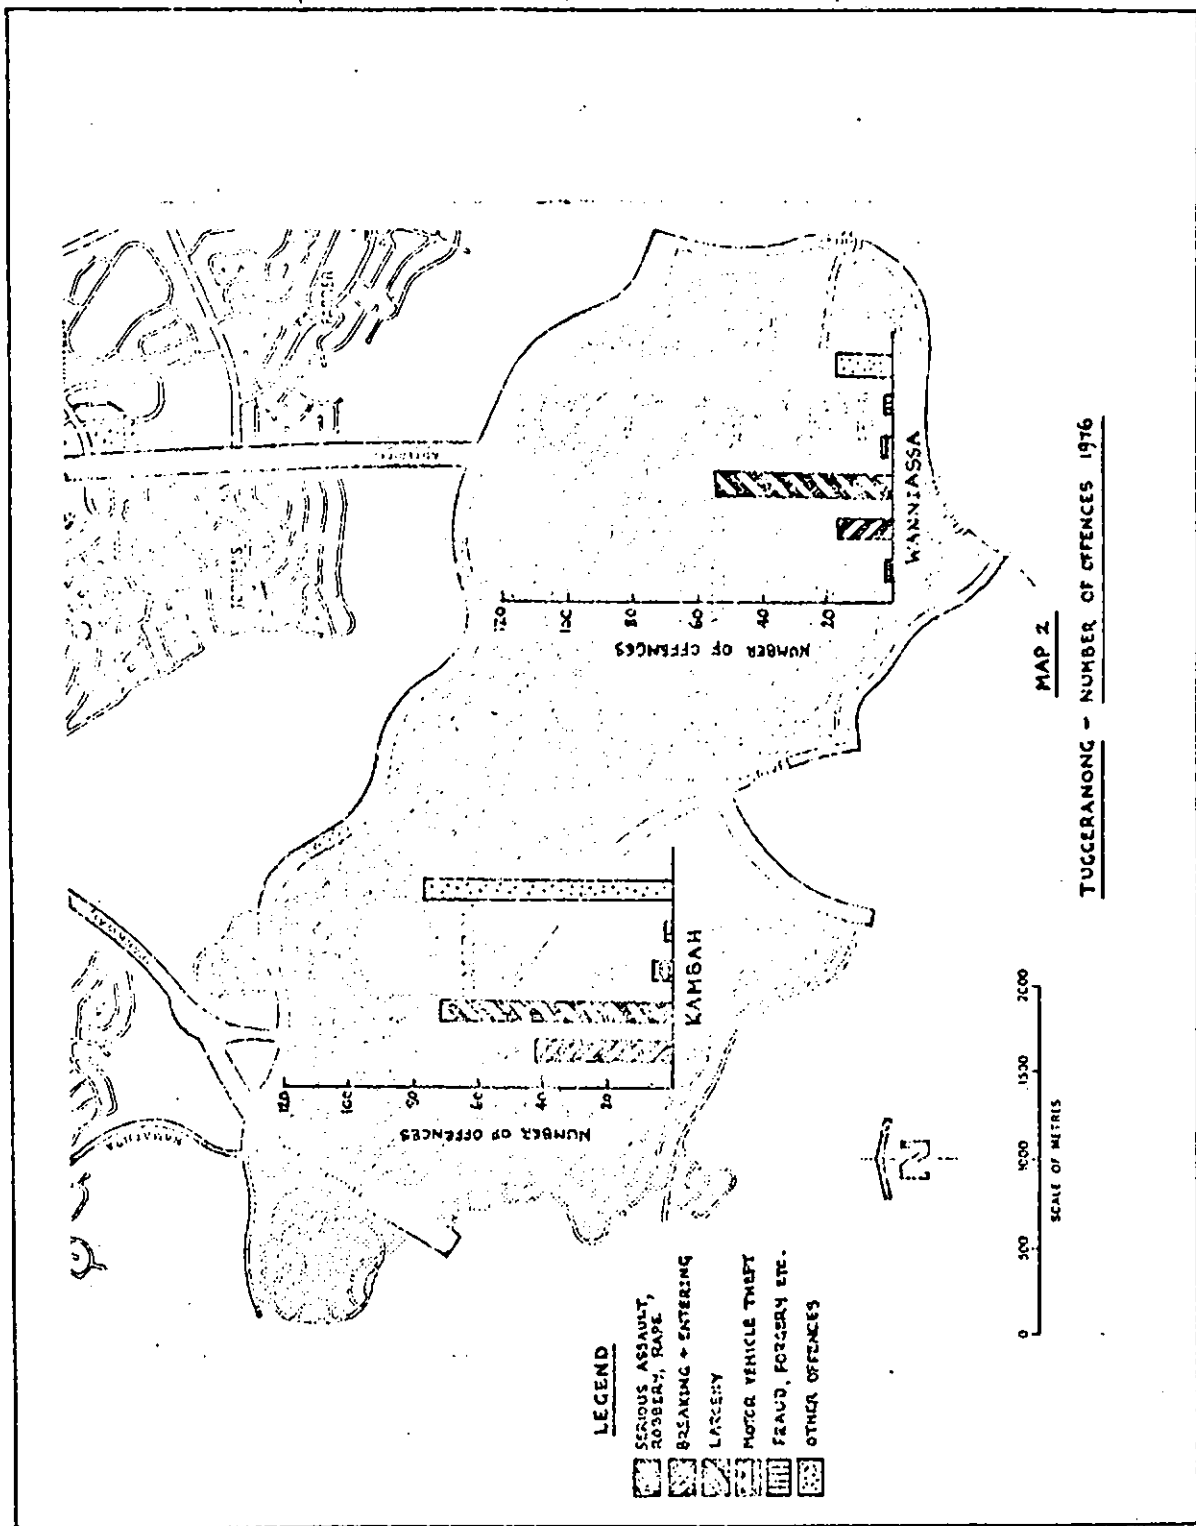 FARRER
KAMBAH
NUMBER OF OFFENCES
120
100
80
60
40
20
WANNIASSA
NUMBER OF OFFENCES
120
100
80
60
40
20
LEGEND
SERIOUS ASSAULT,
ROBBERY, RAPE
BREAKING + ENTERING
LARCENY
MOTOR VEHICLE THEFT
FRAUD, FORGERY ETC.
OTHER OFFENCES
N
0 500 1000 1500 2000
SCALE OF METRES
MAP 2
TUGGERANONG - NUMBER OF OFFENCES 1976